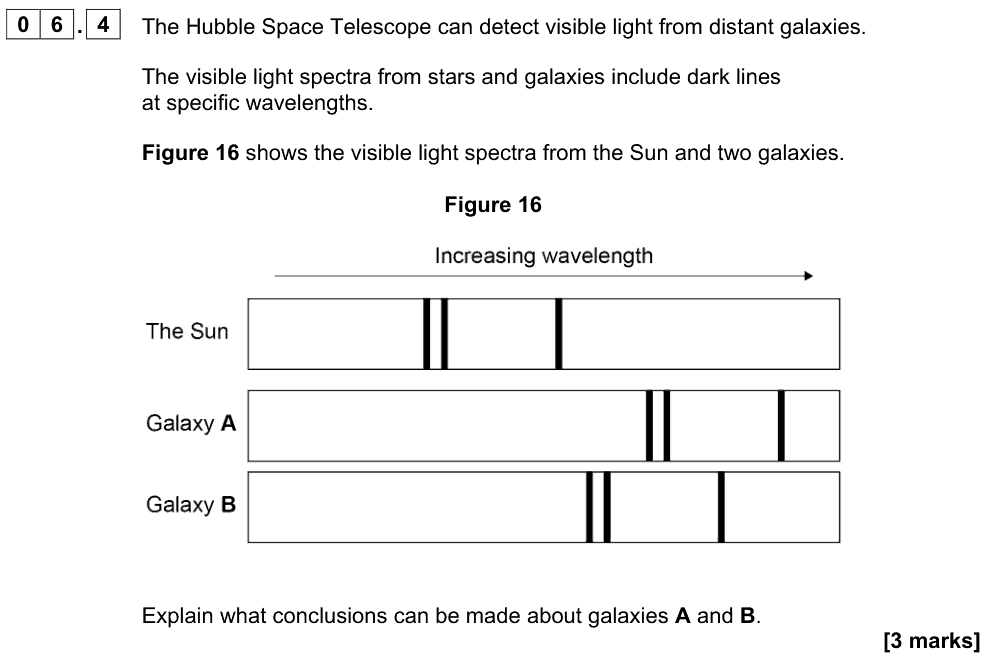 0 6 . 4 The Hubble Space Telescope can detect visible light from distant galaxies.
The visible light spectra from stars and galaxies include dark lines
at specific wavelengths.
Figure 16 shows the visible light spectra from the Sun and two galaxies.
Figure 16
Increasing wavelength
The Sun
Galaxy A
Galaxy B
Explain what conclusions can be made about galaxies A and B.
[3 marks]